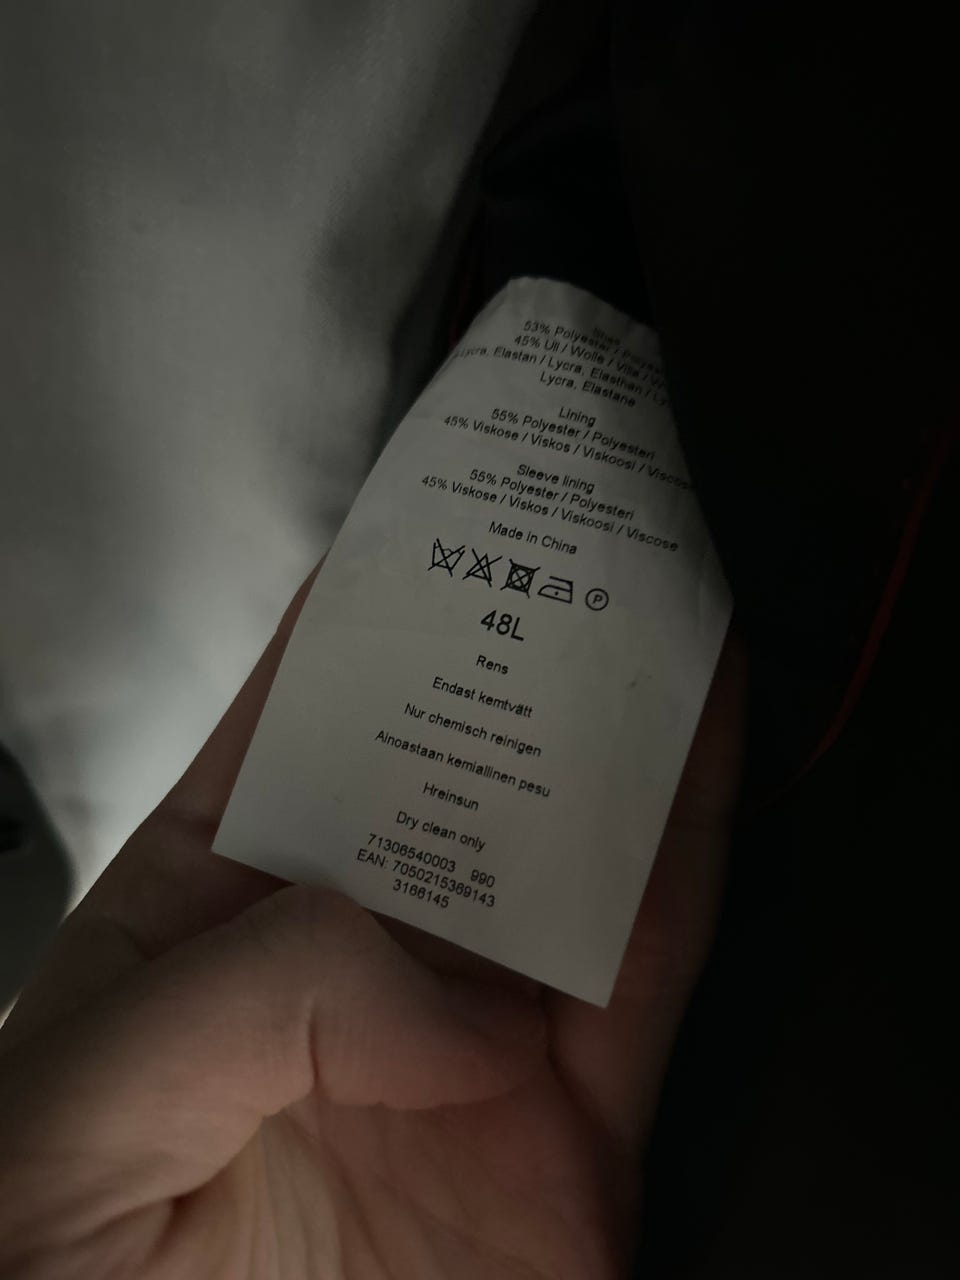 Shell
53% Polyester /
45% Ull / Wolle / Villa /
Lycra, Elastan / Lycra, Elasthan /
Lycra, Elastane
Lining
55% Polyester / Polyesteri
45% Viskose / Viskos / Viskoosi / Viscose
Sleeve lining
55% Polyester / Polyesteri
45% Viskose / Viskos / Viskoosi / Viscose
Made in China
P
48L
Rens
Endast kemtvätt
Nur chemisch reinigen
Ainoastaan kemiallinen pesu
Hreinsun
Dry clean only
71306540003 990
EAN: 7050215369143
3166145